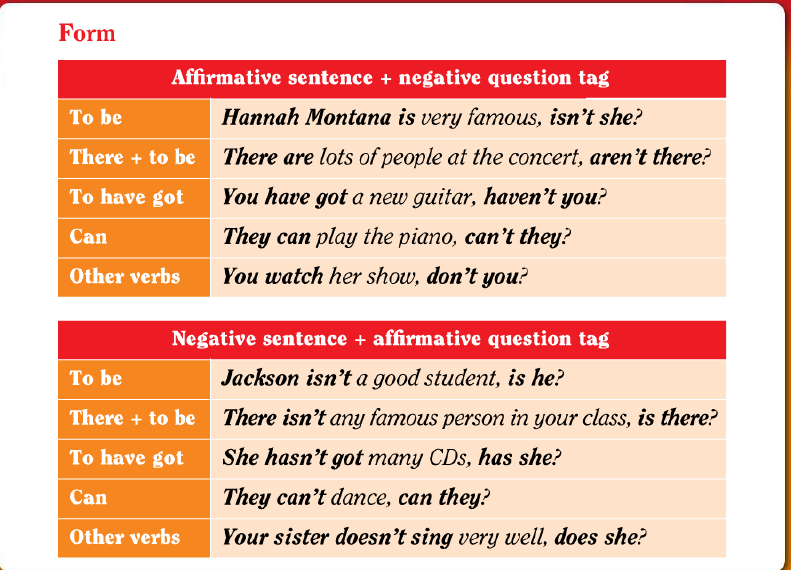 Form
Affirmative sentence + negative question tag
To be Hannah Montana is very famous, isn't she?
There + to be There are lots of people at the concert, aren't there?
To have got You have got a new guitar, haven't you?
Can They can play the piano, can't they?
Other verbs You watch her show, don't you?
Negative sentence + affirmative question tag
To be Jackson isn't a good student, is he?
There + to be There isn't any famous person in your class, is there?
To have got She hasn't got many CDs, has she?
Can They can't dance, can they?
Other verbs Your sister doesn't sing very well, does she?